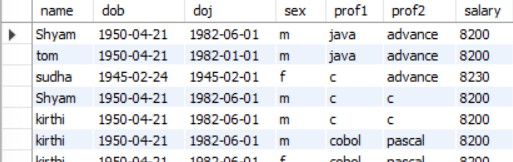 name dob doj sex prof1 prof2 salary
Shyam 1950-04-21 1982-06-01 m java advance 8200
tom 1950-04-21 1982-01-01 m java advance 8200
sudha 1945-02-24 1945-02-01 f c advance 8230
Shyam 1950-04-21 1982-06-01 m c c 8200
kirthi 1950-04-21 1982-06-01 m c c 8200
kirthi 1950-04-21 1982-06-01 m cobol pascal 8200
kirthi 1950-04-21 1982-06-01 f cobol pascal 8200